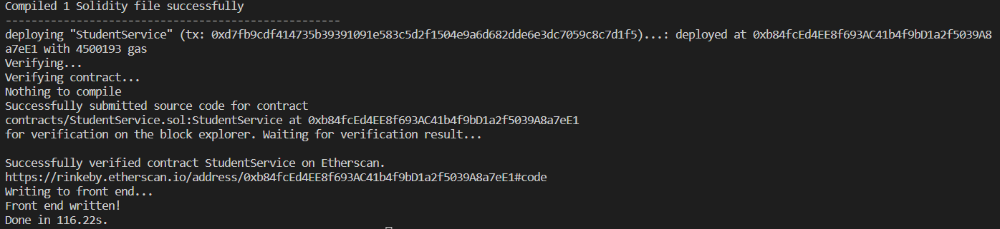 Compiled 1 Solidity file successfully
----------------------------------------------------
deploying "StudentService" (tx: 0xd7fb9cdf414735b39391091e583c5d2f1504e9a6d682dde6e3dc7059c8c7d1f5)...: deployed at 0xb84fcEd4EE8f693AC41b4f9bD1a2f5039A8
a7eE1 with 4500193 gas
Verifying...
Verifying contract...
Nothing to compile
Successfully submitted source code for contract
contracts/StudentService.sol:StudentService at 0xb84fcEd4EE8f693AC41b4f9bD1a2f5039A8a7eE1
for verification on the block explorer. Waiting for verification result...
Successfully verified contract StudentService on Etherscan.
https://rinkeby.etherscan.io/address/0xb84fcEd4EE8f693AC41b4f9bD1a2f5039A8a7eE1#code
Writing to front end...
Front end written!
Done in 116.22s.